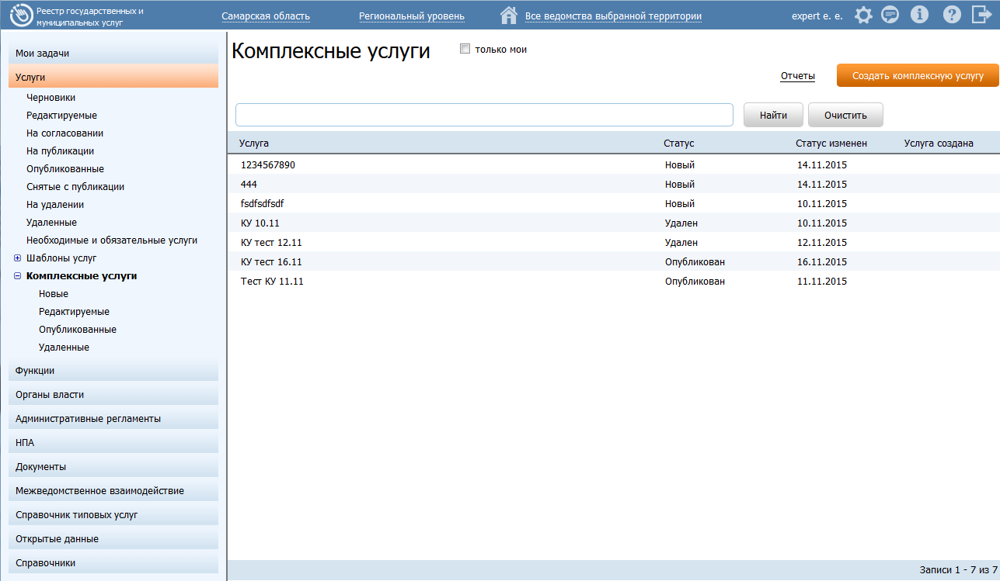 Реестр государственных и
муниципальных услуг
Самарская область
Региональный уровень
Все ведомства выбранной территории
expert e. e.
Мои задачи
Услуги
Черновики
Редактируемые
На согласовании
На публикации
Опубликованные
Снятые с публикации
На удалении
Удаленные
Необходимые и обязательные услуги
Шаблоны услуг
Комплексные услуги
Новые
Редактируемые
Опубликованные
Удаленные
Функции
Органы власти
Административные регламенты
НПА
Документы
Межведомственное взаимодействие
Справочник типовых услуг
Открытые данные
Справочники
Комплексные услуги
только мои
Отчеты
Создать комплексную услугу
Найти
Очистить
Услуга Статус Статус изменен Услуга создана
1234567890 Новый 14.11.2015
444 Новый 14.11.2015
fsdfsdfsdf Новый 10.11.2015
КУ 10.11 Удален 10.11.2015
КУ тест 12.11 Удален 12.11.2015
КУ тест 16.11 Опубликован 16.11.2015
Тест КУ 11.11 Опубликован 11.11.2015
Записи 1 - 7 из 7